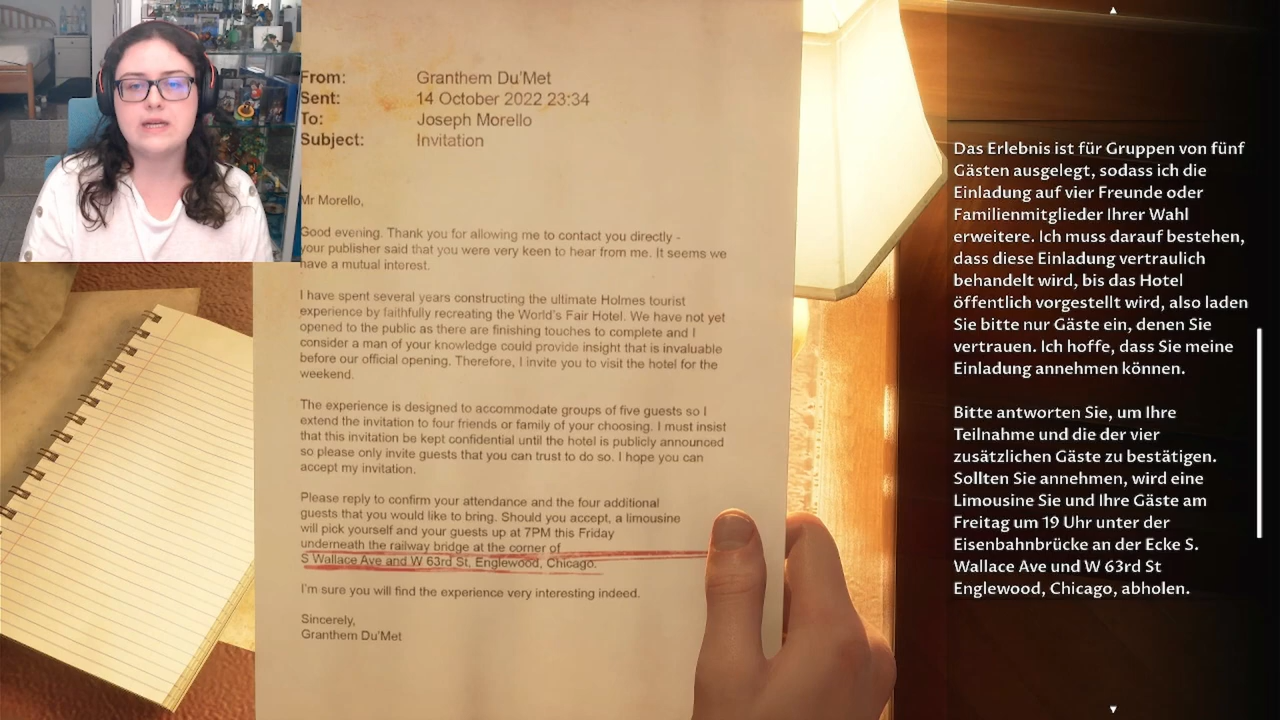 From: Granthem Du'Met
Sent: 14 October 2022 23:34
To: Joseph Morello
Subject: Invitation
Mr Morello,
Good evening. Thank you for allowing me to contact you directly -
your publisher said that you were very keen to hear from me. It seems we
have a mutual interest.
I have spent several years constructing the ultimate Holmes tourist
experience by faithfully recreating the World's Fair Hotel. We have not yet
opened to the public as there are finishing touches to complete and I
consider a man of your knowledge could provide insight that is invaluable
before our official opening. Therefore, I invite you to visit the hotel for the
weekend.
The experience is designed to accommodate groups of five guests so I
extend the invitation to four friends or family of your choosing. I must insist
that this invitation be kept confidential until the hotel is publicly announced
so please only invite guests that you can trust to do so. I hope you can
accept my invitation.
Please reply to confirm your attendance and the four additional
guests that you would like to bring. Should you accept, a limousine
will pick yourself and your guests up at 7PM this Friday
underneath the railway bridge at the corner of
S Wallace Ave and W 63rd St, Englewood, Chicago.
I'm sure you will find the experience very interesting indeed.
Sincerely,
Granthem Du'Met
Das Erlebnis ist für Gruppen von fünf
Gästen ausgelegt, sodass ich die
Einladung auf vier Freunde oder
Familienmitglieder Ihrer Wahl
erweitere. Ich muss darauf bestehen,
dass diese Einladung vertraulich
behandelt wird, bis das Hotel
öffentlich vorgestellt wird, also laden
Sie bitte nur Gäste ein, denen Sie
vertrauen. Ich hoffe, dass Sie meine
Einladung annehmen können.
Bitte antworten Sie, um Ihre
Teilnahme und die der vier
zusätzlichen Gäste zu bestätigen.
Sollten Sie annehmen, wird eine
Limousine Sie und Ihre Gäste am
Freitag um 19 Uhr unter der
Eisenbahnbrücke an der Ecke S.
Wallace Ave und W 63rd St
Englewood, Chicago, abholen.